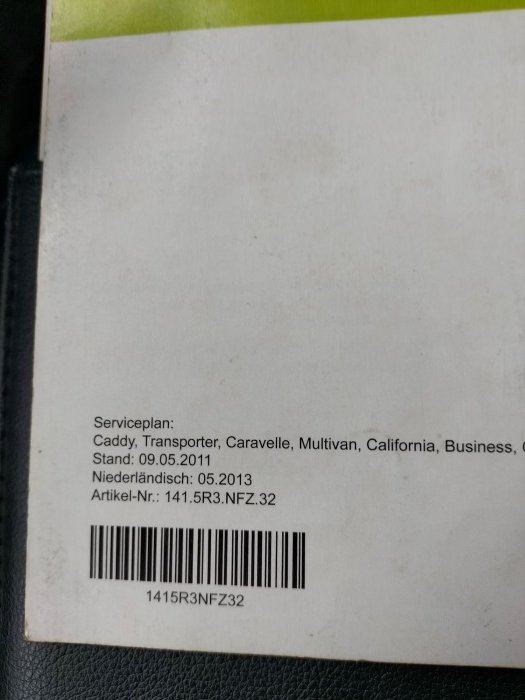 Serviceplan:
Caddy, Transporter, Caravelle, Multivan, California, Business,
Stand: 09.05.2011
Niederländisch: 05.2013
Artikel-Nr.: 141.5R3.NFZ.32
1415R3NFZ32